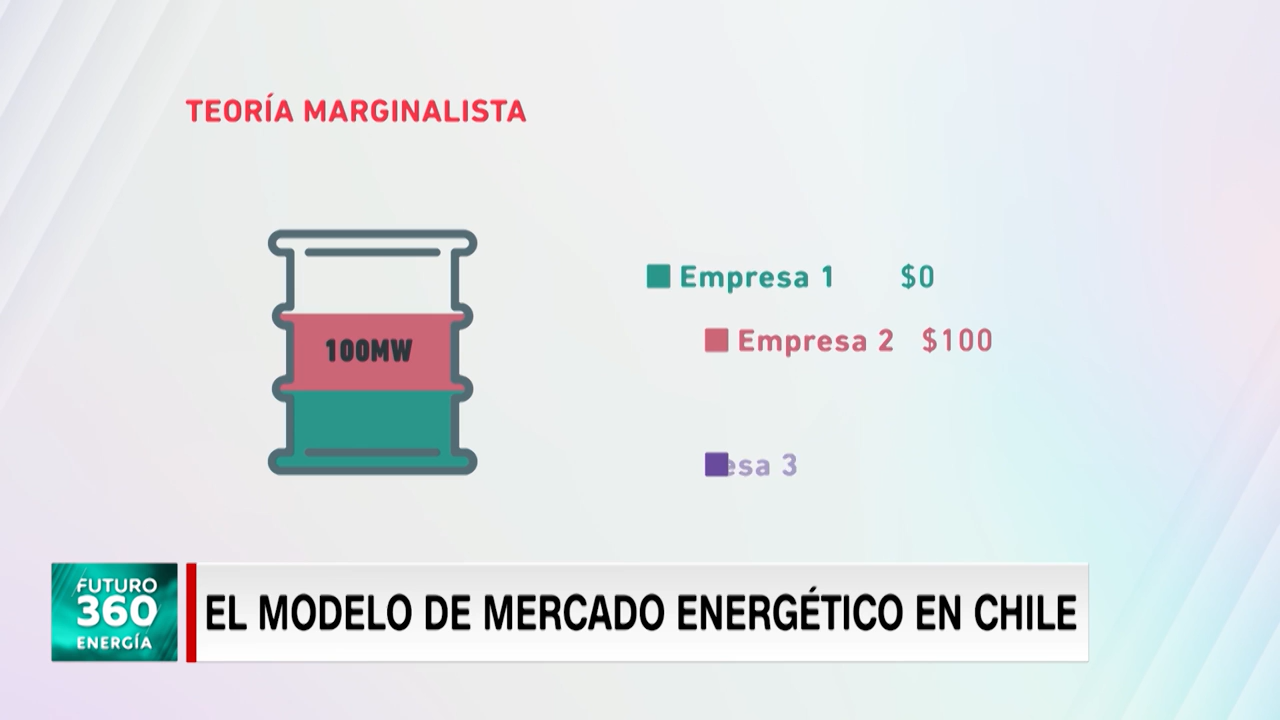 TEORÍA MARGINALISTA
100MW
Empresa 1 $0
Empresa 2 $100
esa 3
FUTURO
360
ENERGÍA
EL MODELO DE MERCADO ENERGÉTICO EN CHILE